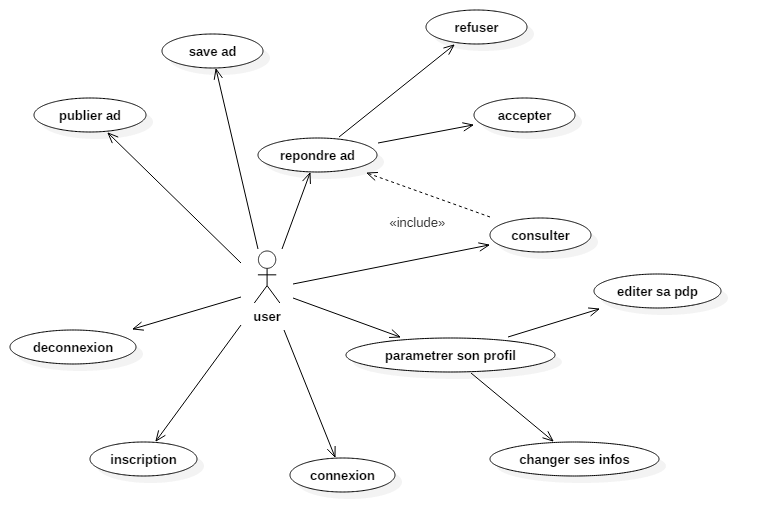 refuser
save ad
publier ad
accepter
repondre ad
«include»
consulter
editer sa pdp
user
deconnexion
parametrer son profil
inscription
changer ses infos
connexion